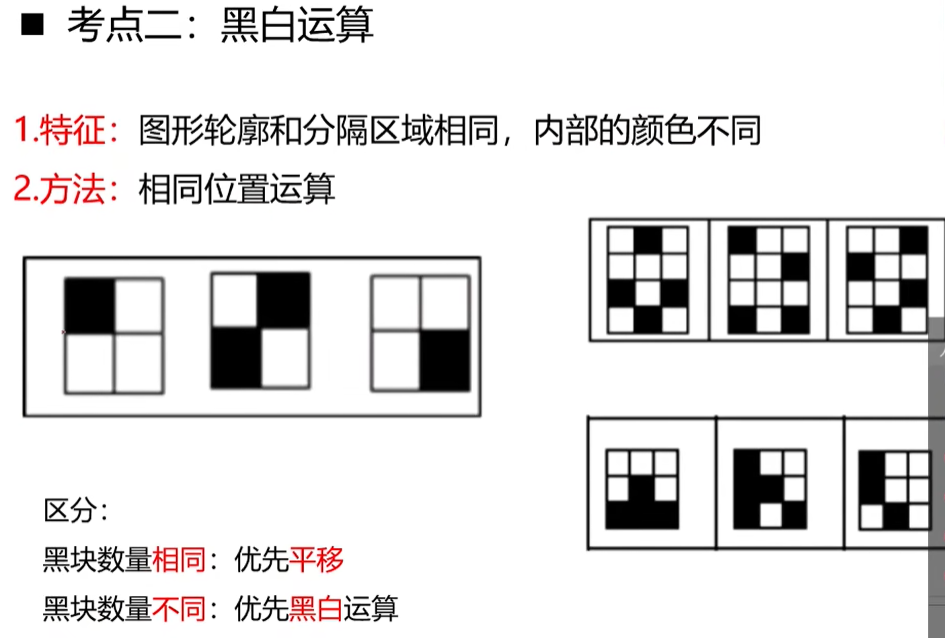 ■ 考点二：黑白运算
1.特征：图形轮廓和分隔区域相同，内部的颜色不同
2.方法：相同位置运算
区分：
黑块数量相同：优先平移
黑块数量不同：优先黑白运算